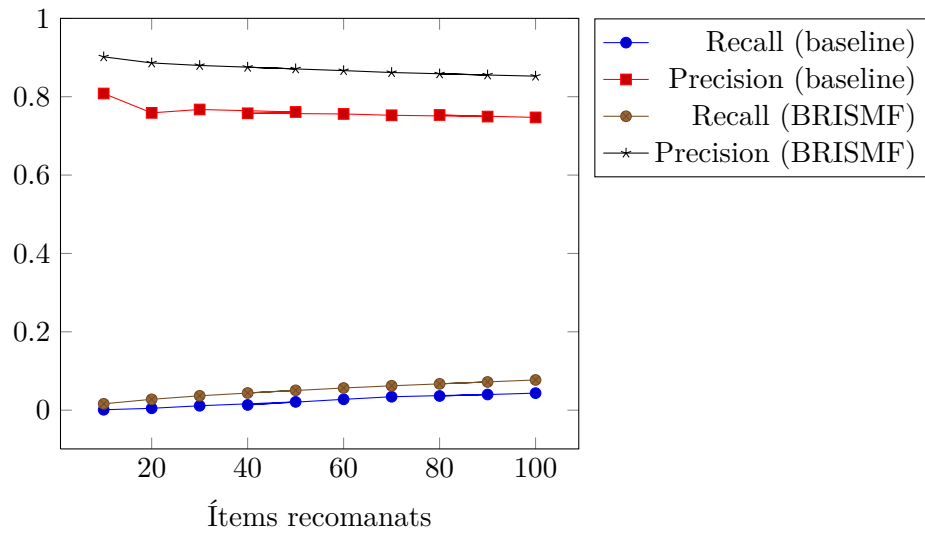 1
0.8
0.6
0.4
0.2
0
20
40
60
80
100
Ítems recomanats
Recall (baseline)
Precision (baseline)
Recall (BRISMF)
Precision (BRISMF)